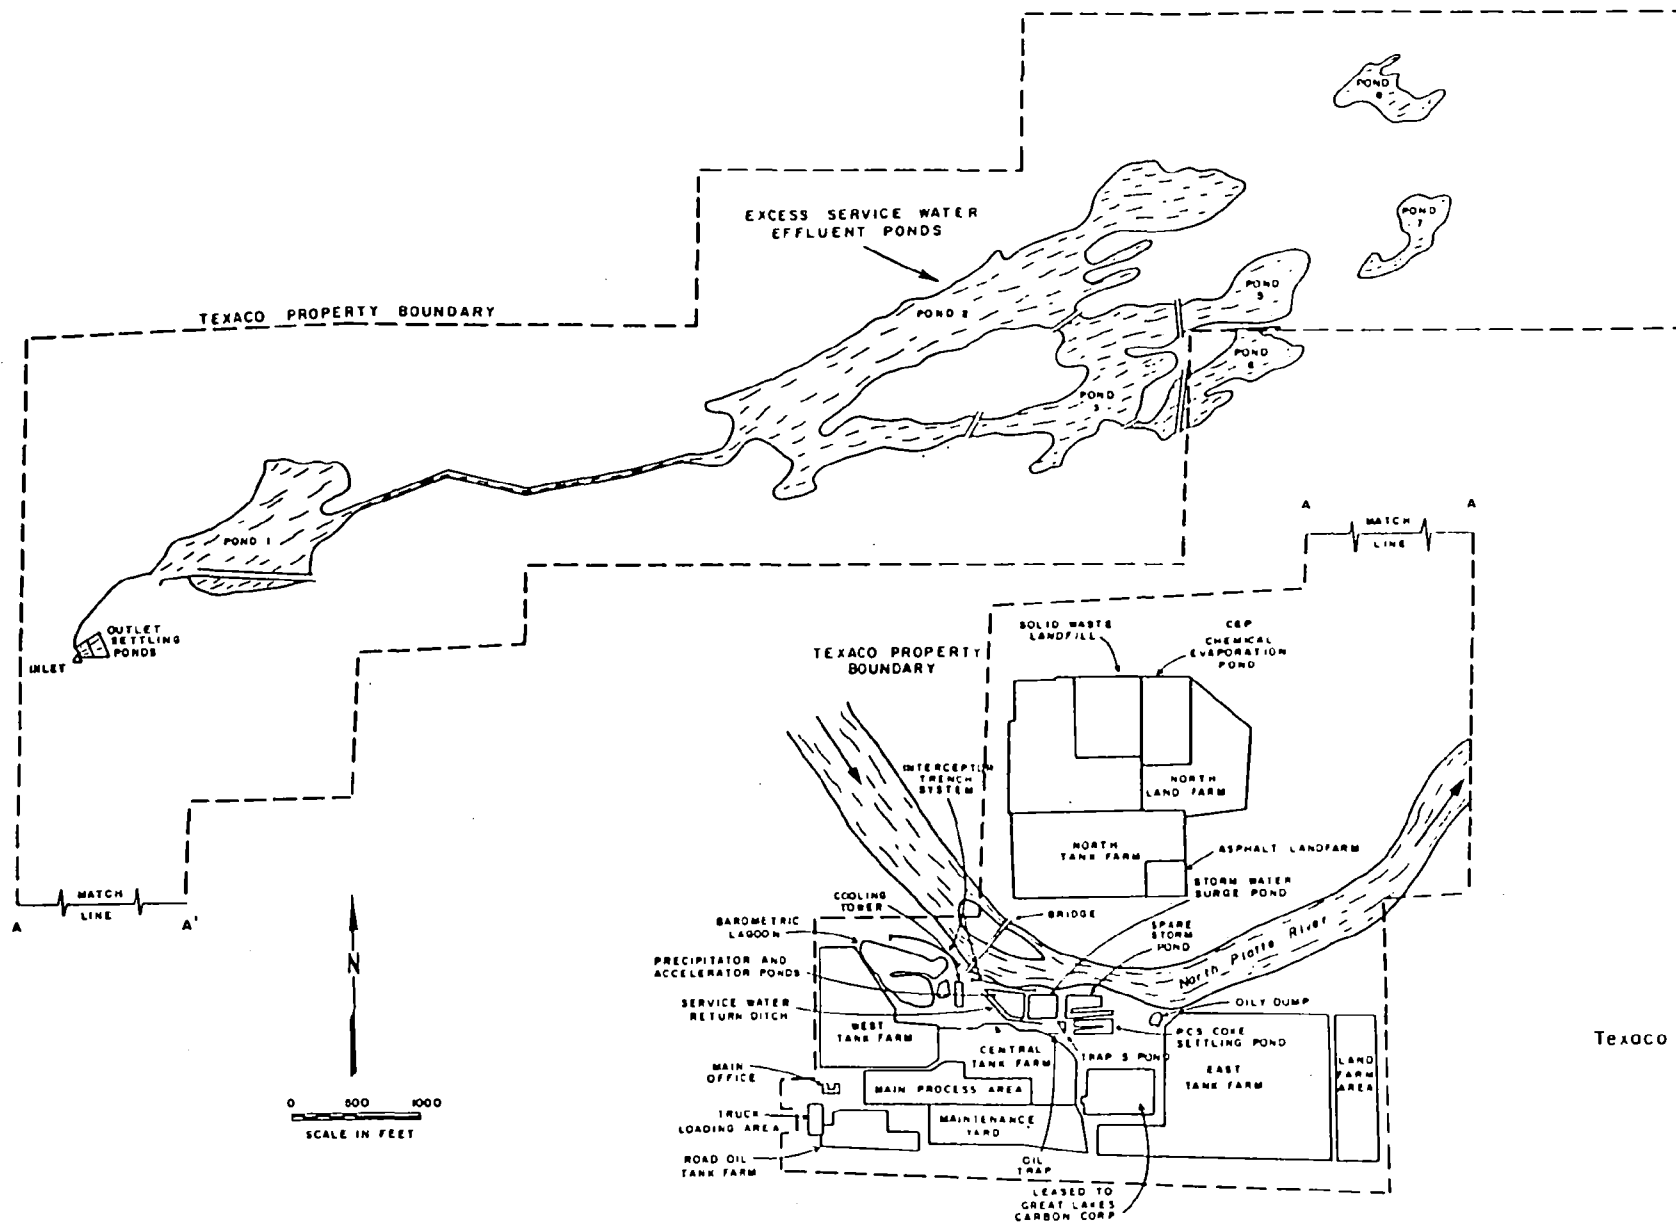 POND
EXCESS SERVICE WATER
EFFLUENT PONDS
POND
7
POND
5
TEXACO PROPERTY BOUNDARY
POND 2
POND
6
POND
3
POND 1
OUTLET
SETTLING
PONDS
INLET
A
A
MATCH
LINE
MATCH
LINE
A
A'
N
0 500 1000
SCALE IN FEET
TEXACO PROPERTY
BOUNDARY
SOLID WASTE
LANDFILL
CEP
CHEMICAL
EVAPORATION
POND
NORTH
LAND FARM
INTERCEPTOR
TRENCH
SYSTEM
NORTH
TANK FARM
ASPHALT LANDFARM
STORM WATER
SURGE POND
COOLING
TOWER
BRIDGE
SPARE
STORM
POND
BAROMETRIC
LAGOON
North Platte River
PRECIPITATOR AND
ACCELERATOR PONDS
SERVICE WATER
RETURN DITCH
OILY DUMP
WEST
TANK FARM
PCS COKE
SETTLING POND
CENTRAL
TANK FARM
TRAP S POND
EAST
TANK FARM
LAND
FARM
AREA
Texaco
MAIN
OFFICE
MAIN PROCESS AREA
TRUCK
LOADING AREA
MAINTENANCE
YARD
ROAD OIL
TANK FARM
OIL
TRAP
LEASED TO
GREAT LAKES
CARBON CORP